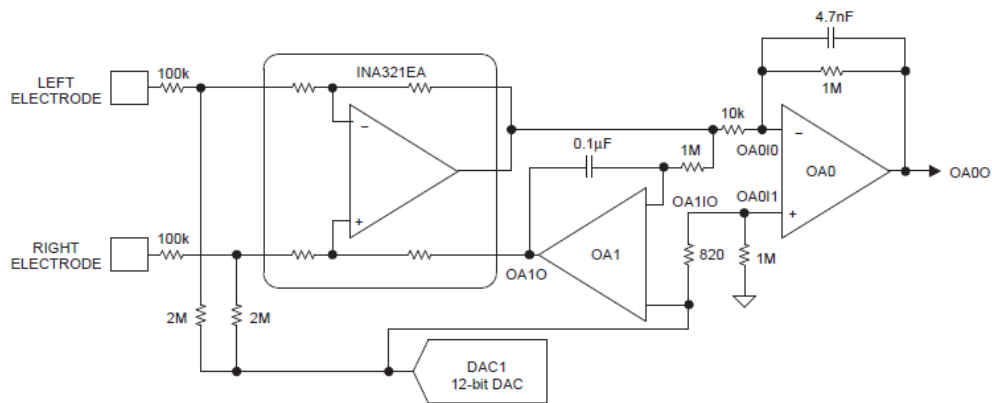 4.7nF
LEFT
ELECTRODE
100k
INA321EA
−
+
1M
10k
0.1µF
1M
OA0I0
−
OA0
OA0O
OA1IO
OA0I1
+
RIGHT
ELECTRODE
100k
OA1O
OA1
820
1M
2M
2M
DAC1
12-bit DAC